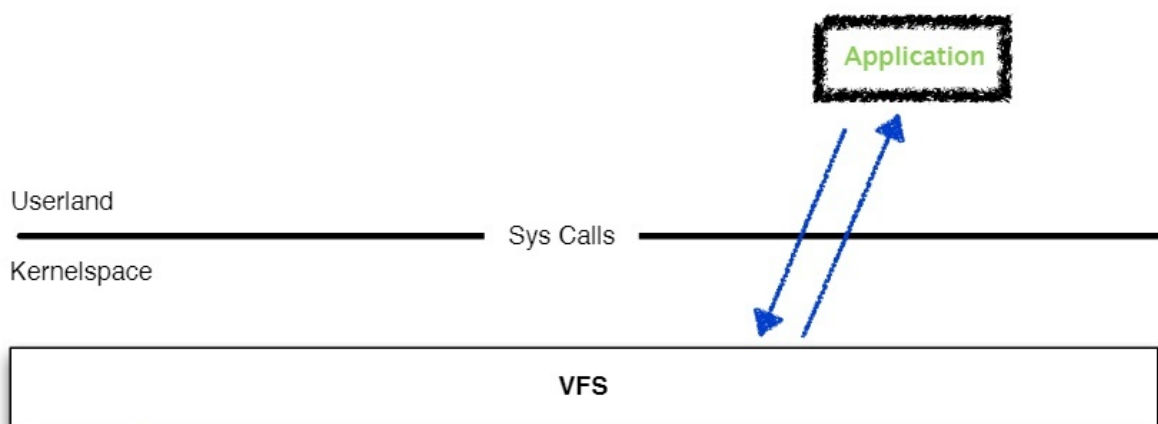 Application
Userland
Sys Calls
Kernelspace
VFS